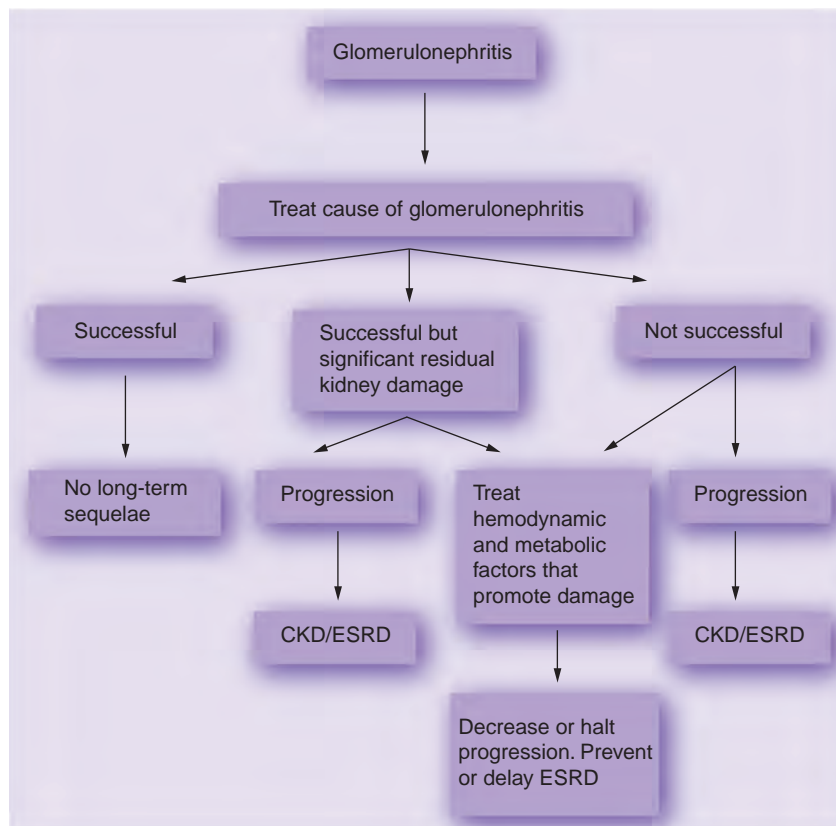 Glomerulonephritis
Treat cause of glomerulonephritis
Successful
Successful but
significant residual
kidney damage
Not successful
No long-term
sequelae
Progression
Treat
hemodynamic
and metabolic
factors that
promote damage
Progression
CKD/ESRD
CKD/ESRD
Decrease or halt
progression. Prevent
or delay ESRD